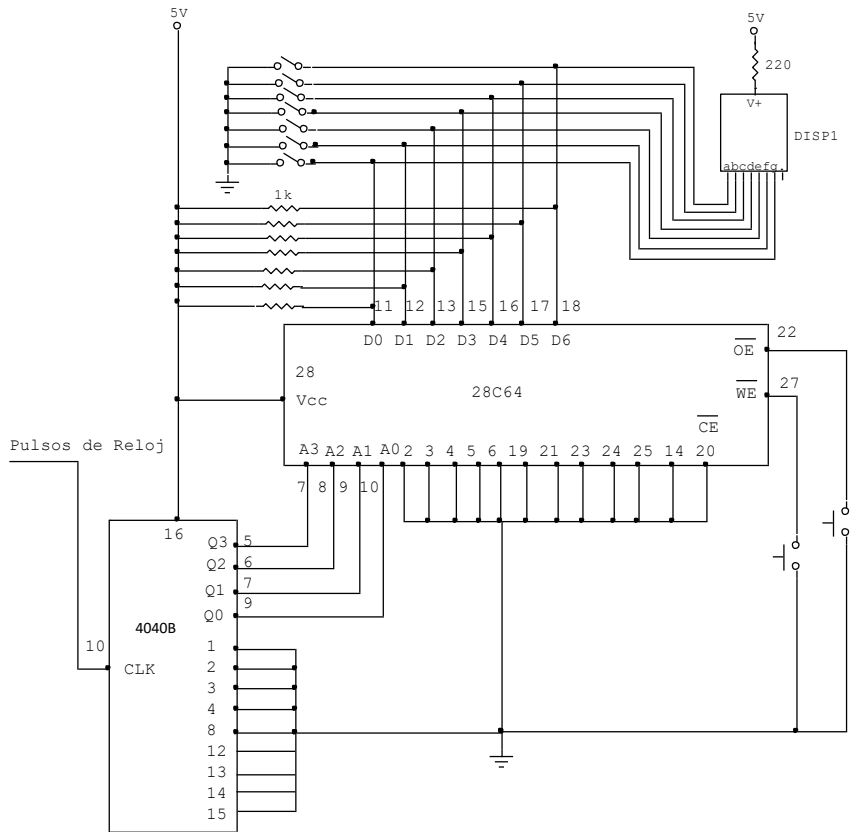 5V
5V
220
V+
DISP1
abcdefg.
1k
11 12 13 15 16 17 18
D0 D1 D2 D3 D4 D5 D6
22
OE
28
28C64
27
WE
Vcc
CE
Pulsos de Reloj
A3 A2 A1 A0 2 3 4 5 6 19 21 23 24 25 14 20
7 8 9 10
16
Q3 5
Q2 6
Q1 7
Q0 9
4040B
10
CLK
1
2
3
4
8
12
13
14
15